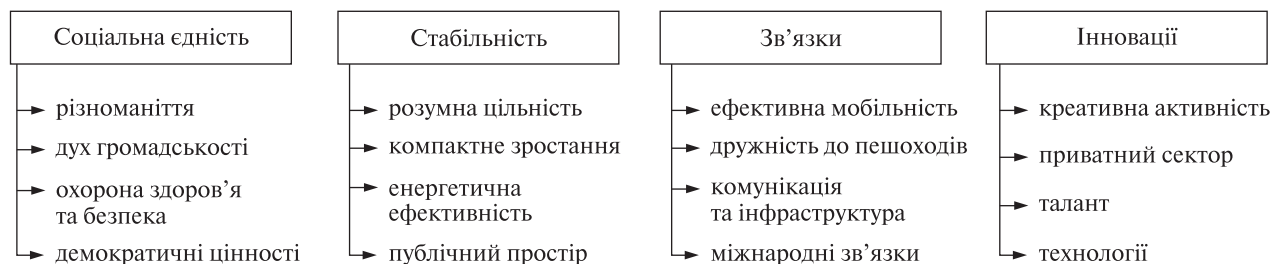 Соціальна єдність
різноманіття
дух громадськості
охорона здоров’я
та безпека
демократичні цінності
Стабільність
розумна цільність
компактне зростання
енергетична
ефективність
публічний простір
Зв’язки
ефективна мобільність
дружність до пешоходів
комунікація
та інфраструктура
міжнародні зв’язки
Інновації
креативна активність
приватний сектор
талант
технології